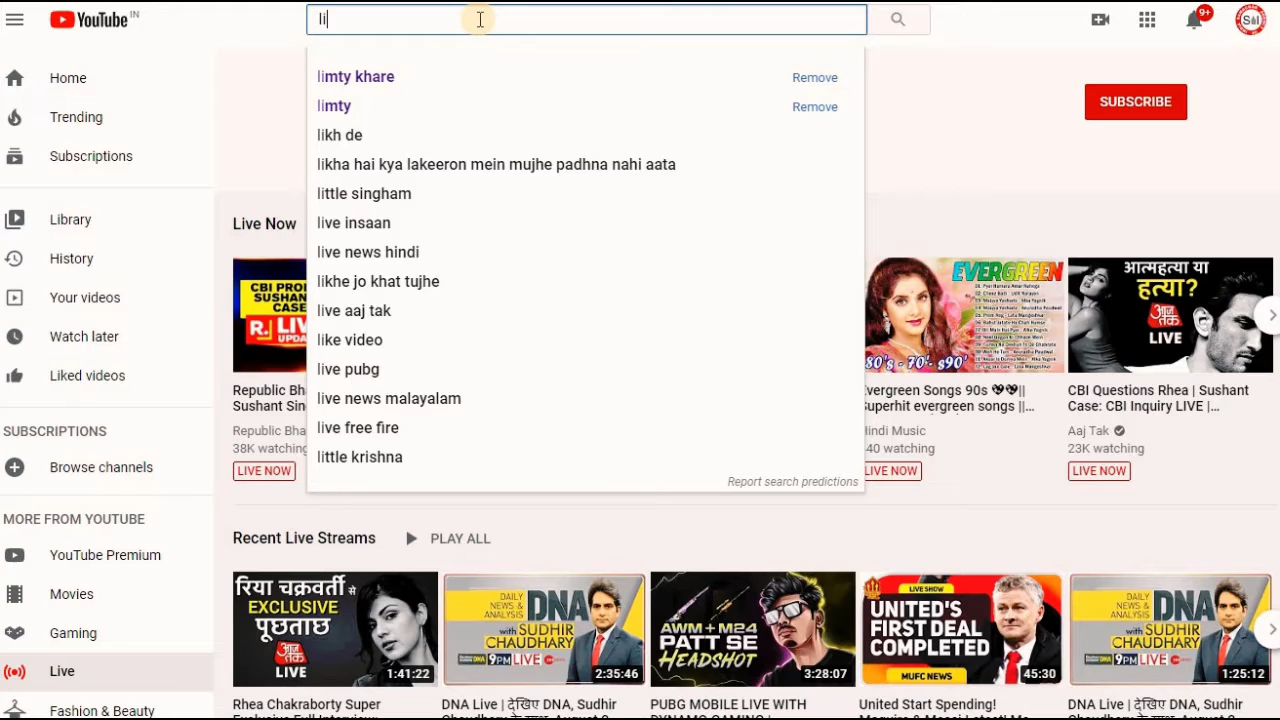 YouTube IN
li
9+
Sol
Home
Trending
Subscriptions
Library
History
Your videos
Watch later
Liked videos
SUBSCRIPTIONS
Browse channels
MORE FROM YOUTUBE
YouTube Premium
Movies
Gaming
Live
Fashion & Beauty
limty khare Remove
limty Remove
likh de
likha hai kya lakeeron mein mujhe padhna nahi aata
little singham
live insaan
live news hindi
likhe jo khat tujhe
live aaj tak
like video
live pubg
live news malayalam
live free fire
little krishna
Report search predictions
SUBSCRIBE
Live Now
CBI PRO
SUSHAN
CASE
R. LIV
UPDA
Republic Bh
Sushant Sin
Republic Bha
38K watching
LIVE NOW
EVERGREEN
80'S - 70'S - 90'
Evergreen Songs 90s 💖💖||
Superhit evergreen songs ||...
Hindi Music
40 watching
LIVE NOW
आत्महत्या या
हत्या?
आज तक
LIVE
CBI Questions Rhea | Sushant
Case: CBI Inquiry LIVE |...
Aaj Tak
23K watching
LIVE NOW
Recent Live Streams PLAY ALL
रिया चक्रवर्ती से
EXCLUSIVE
पूछताछ
आज तक
LIVE
1:41:22
Rhea Chakraborty Super
DAILY
NEWS &
ANALYSIS
DNA
with SUDHIR
CHAUDHARY
DNA 9PM LIVE
2:35:46
DNA Live | देखिए DNA, Sudhir
AWM + M24
PATT SE
HEADSHOT
3:28:07
PUBG MOBILE LIVE WITH
LIVE SHOW
UNITED'S
FIRST DEAL
COMPLETED
MUFC NEWS
45:30
United Start Spending!
DAILY
NEWS &
ANALYSIS
DNA
with SUDHIR
CHAUDHARY
DNA 9PM LIVE
1:25:12
DNA Live | देखिए DNA, Sudhir